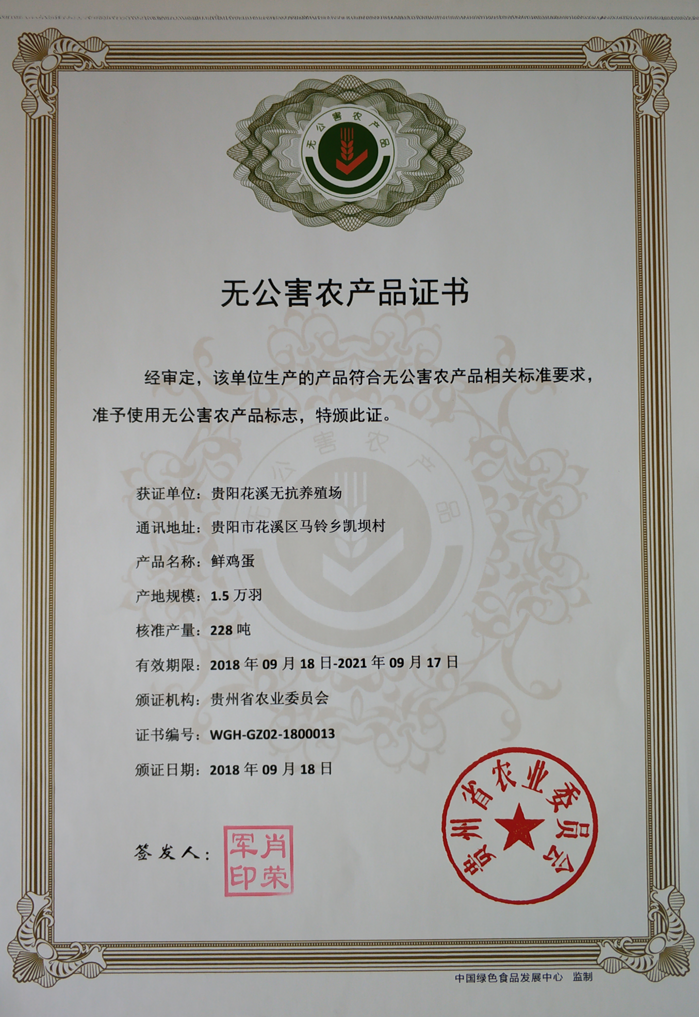 无公害农产品
无公害农产品证书
经审定，该单位生产的产品符合无公害农产品相关标准要求，
准予使用无公害农产品标志，特颁此证。
获证单位：贵阳花溪无抗养殖场
通讯地址：贵阳市花溪区马铃乡凯坝村
产品名称：鲜鸡蛋
产地规模：1.5 万羽
核准产量：228 吨
有效期限：2018 年 09 月 18 日-2021 年 09 月 17 日
颁证机构：贵州省农业委员会
证书编号：WGH-GZ02-1800013
颁证日期：2018 年 09 月 18 日
签发人：
肖荣军印
贵州省农业委员会
中国绿色食品发展中心 监制